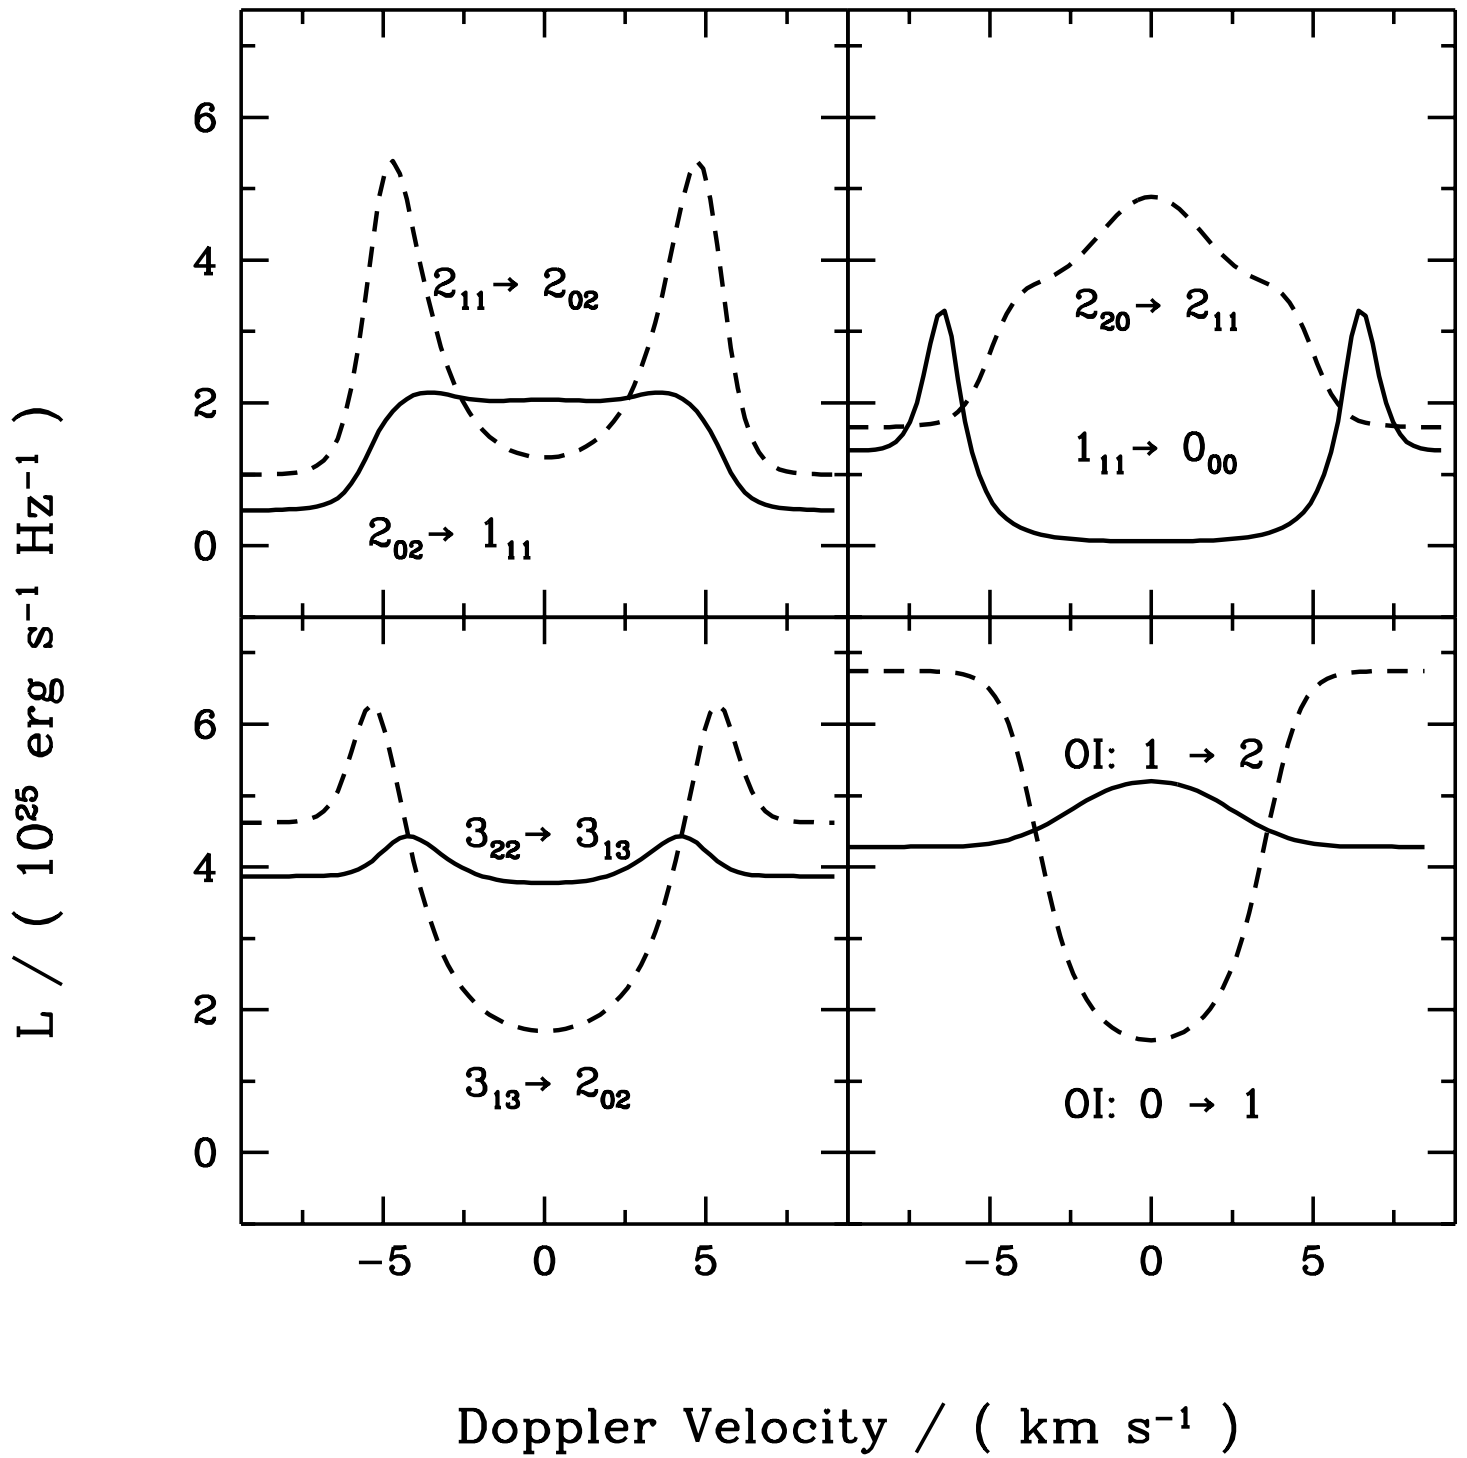 6
4
2
0
2₁₁→ 2₀₂
2₀₂→ 1₁₁
2₂₀→ 2₁₁
1₁₁→ 0₀₀
6
4
2
0
3₂₂→ 3₁₃
3₁₃→ 2₀₂
OI: 1 → 2
OI: 0 → 1
−5 0 5
−5 0 5
L / ( 10²⁵ erg s⁻¹ Hz⁻¹ )
Doppler Velocity / ( km s⁻¹ )